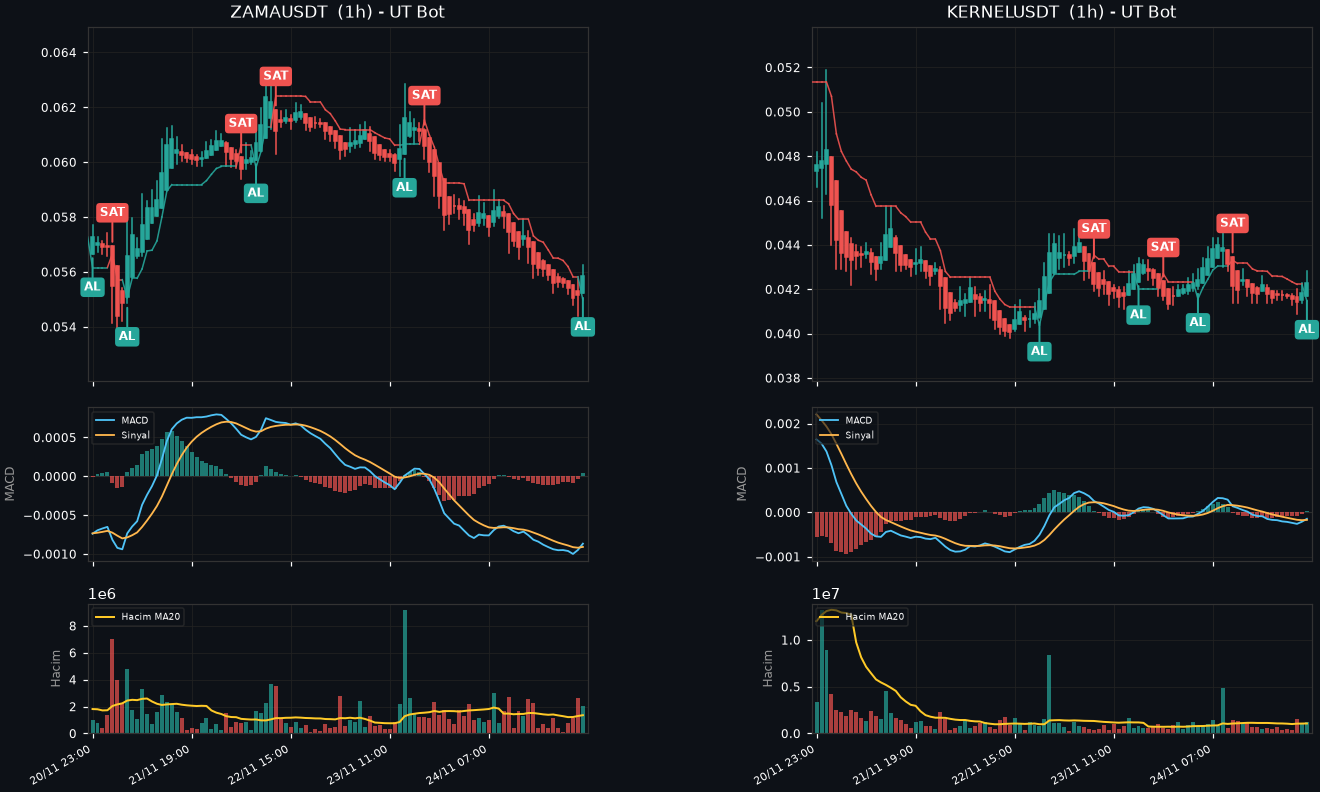 ZAMAUSDT (1h) - UT Bot
0.064
0.062
0.060
0.058
0.056
0.054
SAT
SAT
SAT
SAT
AL
AL
AL
AL
AL
MACD
Sinyal
MACD
0.0005
0.0000
−0.0005
−0.0010
1e6
Hacim MA20
Hacim
8
6
4
2
0
20/11 23:00
21/11 19:00
22/11 15:00
23/11 11:00
24/11 07:00
KERNELUSDT (1h) - UT Bot
0.052
0.050
0.048
0.046
0.044
0.042
0.040
0.038
SAT
SAT
SAT
AL
AL
AL
AL
MACD
Sinyal
MACD
0.002
0.001
0.000
−0.001
1e7
Hacim MA20
Hacim
1.0
0.5
0.0
20/11 23:00
21/11 19:00
22/11 15:00
23/11 11:00
24/11 07:00